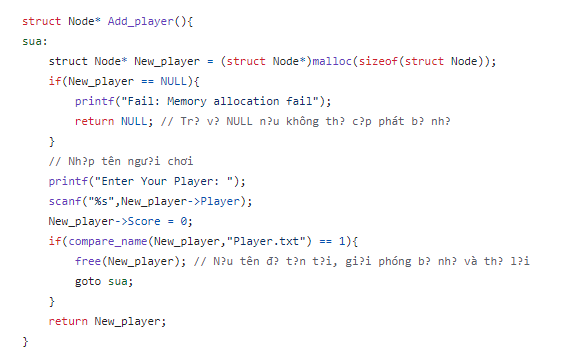 struct Node* Add_player(){
sua:
struct Node* New_player = (struct Node*)malloc(sizeof(struct Node));
if(New_player == NULL){
printf("Fail: Memory allocation fail");
return NULL; // Tr? v? NULL n?u không th? c?p phát b? nh?
}
// Nh?p tên ngư?i chơi
printf("Enter Your Player: ");
scanf("%s",New_player->Player);
New_player->Score = 0;
if(compare_name(New_player,"Player.txt") == 1){
free(New_player); // N?u tên đ? t?n t?i, gi?i phóng b? nh? và th? l?i
goto sua;
}
return New_player;
}